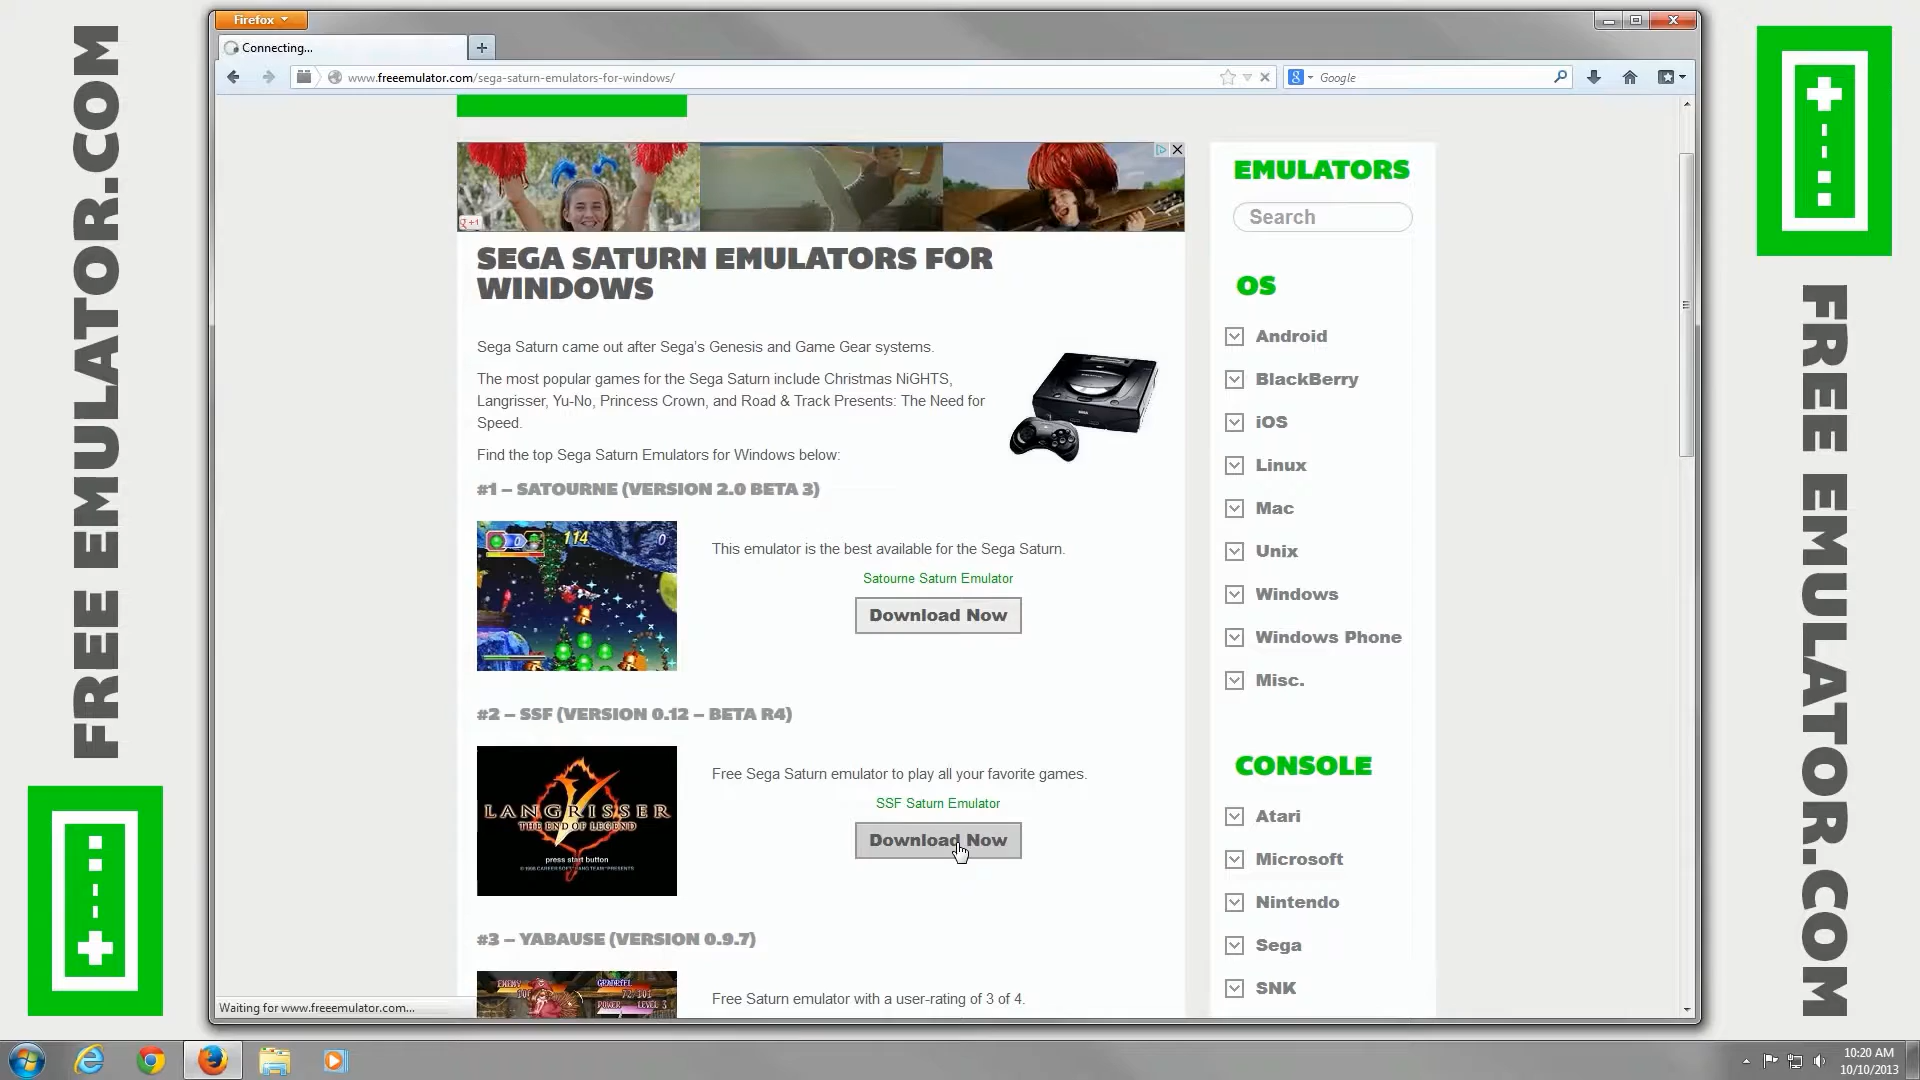 FREE EMULATOR.COM
Firefox
Connecting...
www.freeemulator.com/sega-saturn-emulators-for-windows/
Google
+1
SEGA SATURN EMULATORS FOR
WINDOWS
Sega Saturn came out after Sega's Genesis and Game Gear systems.
The most popular games for the Sega Saturn include Christmas NiGHTS,
Langrisser, Yu-No, Princess Crown, and Road & Track Presents: The Need for
Speed.
Find the top Sega Saturn Emulators for Windows below:
#1 – SATOURNE (VERSION 2.0 BETA 3)
0
114
0
This emulator is the best available for the Sega Saturn.
Satourne Saturn Emulator
Download Now
#2 – SSF (VERSION 0.12 – BETA R4)
LANGRISSER
THE END OF LEGEND
press start button
Free Sega Saturn emulator to play all your favorite games.
SSF Saturn Emulator
Download Now
#3 – YABAUSE (VERSION 0.9.7)
ENEMY
POWER LEVEL 3
Free Saturn emulator with a user-rating of 3 of 4.
EMULATORS
Search
OS
Android
BlackBerry
iOS
Linux
Mac
Unix
Windows
Windows Phone
Misc.
CONSOLE
Atari
Microsoft
Nintendo
Sega
SNK
Waiting for www.freeemulator.com...
FREE EMULATOR.COM
10:20 AM
10/10/2013